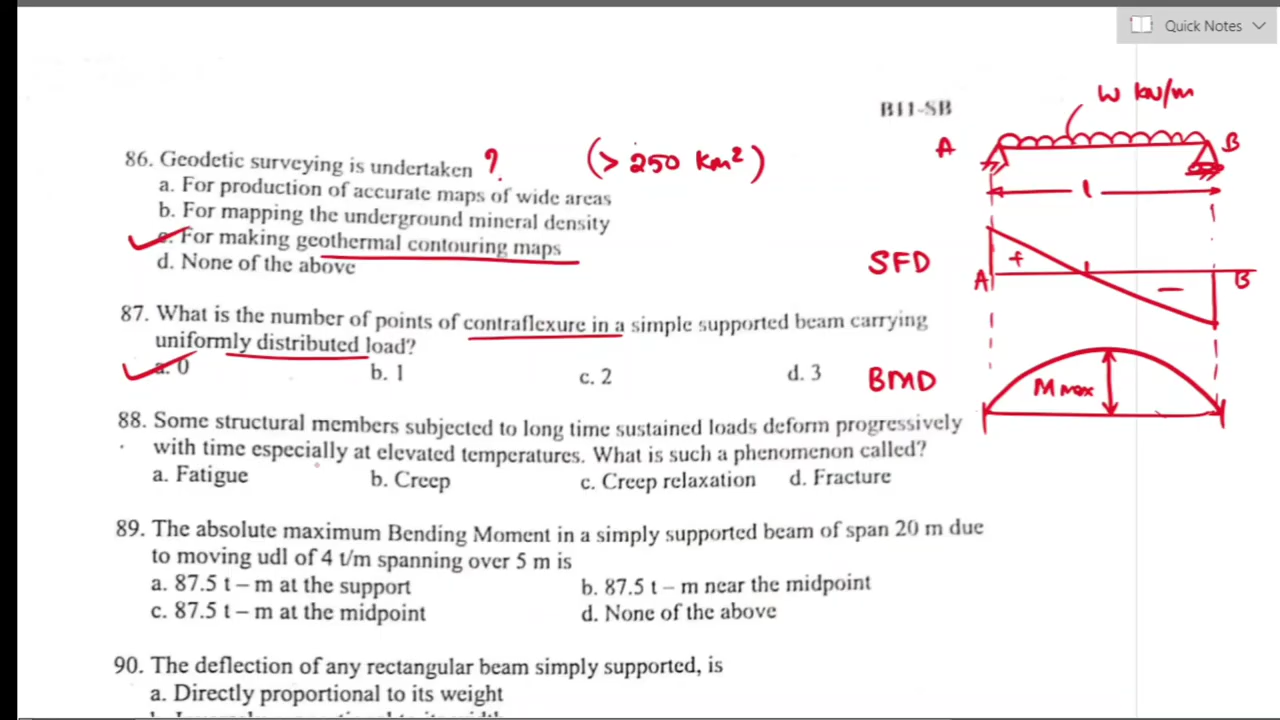 Quick Notes
B11-SB
W kN/m
A
B
86. Geodetic surveying is undertaken ? (> 250 km²)
a. For production of accurate maps of wide areas
b. For mapping the underground mineral density
c. For making geothermal contouring maps
d. None of the above
l
SFD
A
+
−
B
87. What is the number of points of contraflexure in a simple supported beam carrying
uniformly distributed load?
a. 0 b. 1 c. 2 d. 3
BMD
M max
88. Some structural members subjected to long time sustained loads deform progressively
with time especially at elevated temperatures. What is such a phenomenon called?
a. Fatigue b. Creep c. Creep relaxation d. Fracture
89. The absolute maximum Bending Moment in a simply supported beam of span 20 m due
to moving udl of 4 t/m spanning over 5 m is
a. 87.5 t – m at the support b. 87.5 t – m near the midpoint
c. 87.5 t – m at the midpoint d. None of the above
90. The deflection of any rectangular beam simply supported, is
a. Directly proportional to its weight